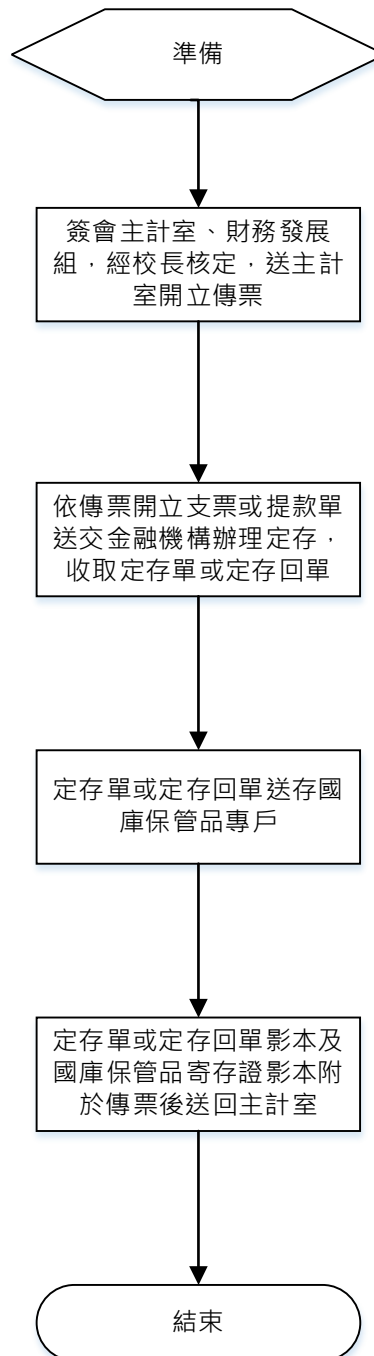 準備
簽會主計室、財務發展
組，經校長核定，送主計
室開立傳票
依傳票開立支票或提款單
送交金融機構辦理定存，
收取定存單或定存回單
定存單或定存回單送存國
庫保管品專戶
定存單或定存回單影本及
國庫保管品寄存證影本附
於傳票後送回主計室
結束